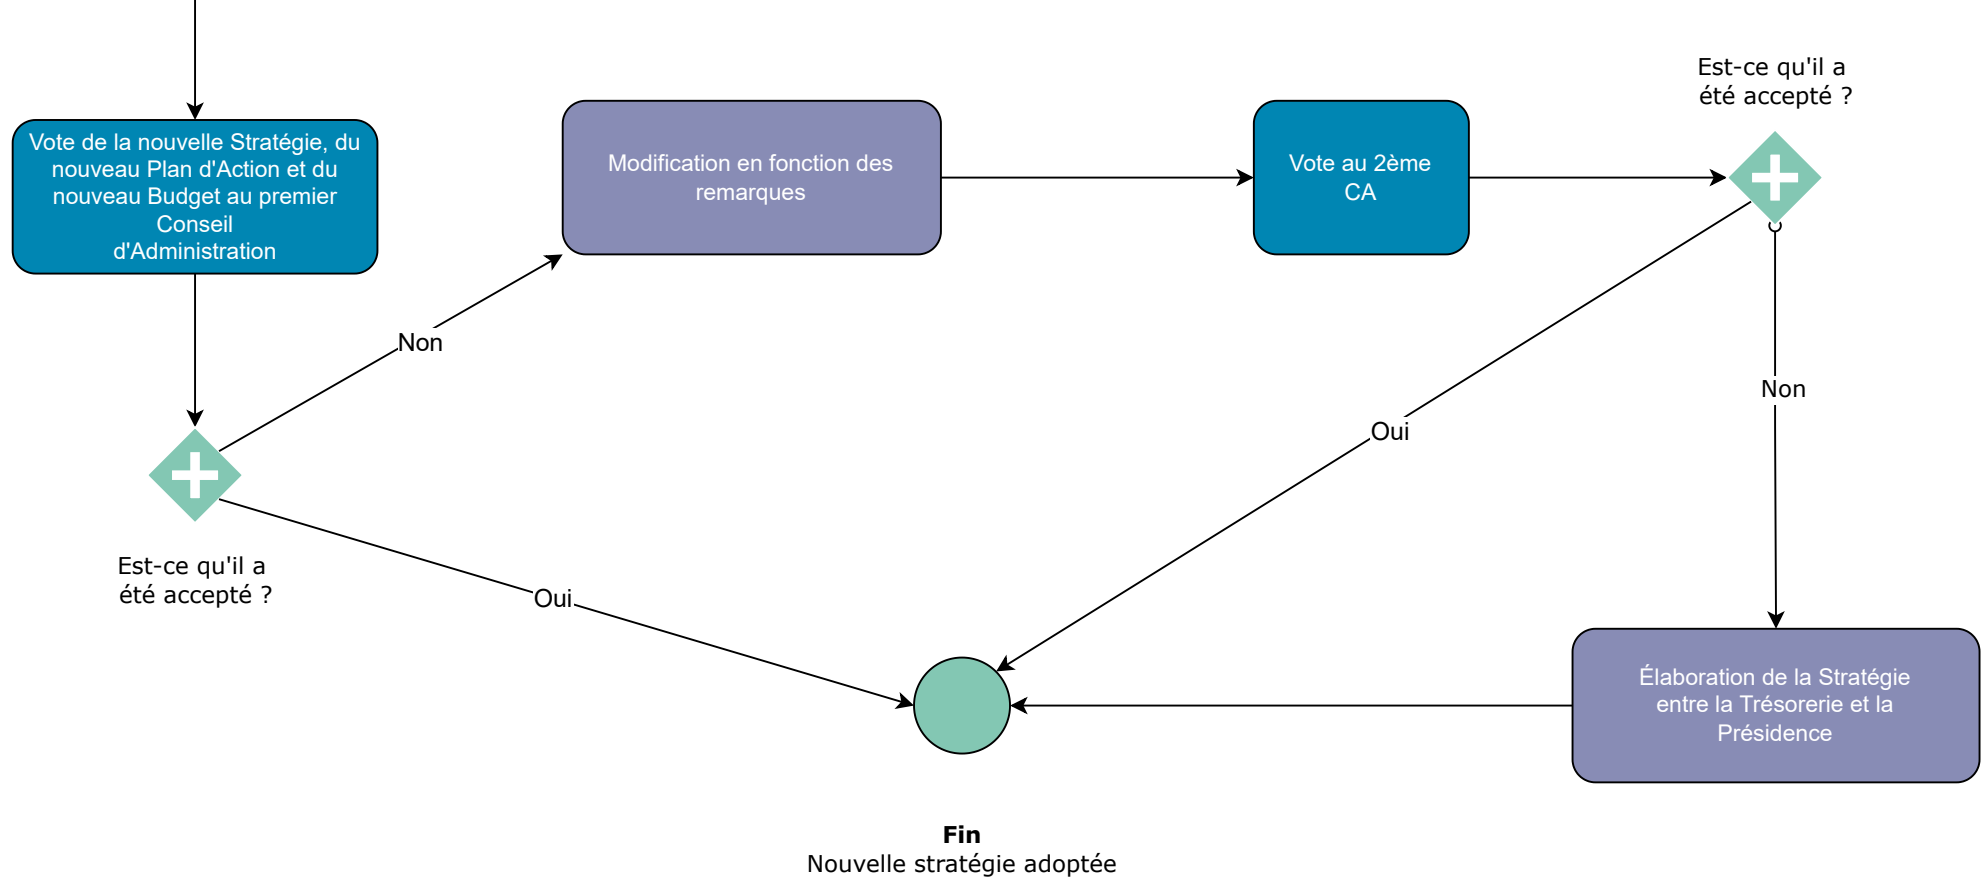 Vote de la nouvelle Stratégie, du
nouveau Plan d'Action et du
nouveau Budget au premier
Conseil
d'Administration
Modification en fonction des
remarques
Vote au 2ème
CA
Est-ce qu'il a
été accepté ?
Non
Non
Oui
Est-ce qu'il a
été accepté ?
Oui
Élaboration de la Stratégie
entre la Trésorerie et la
Présidence
Fin
Nouvelle stratégie adoptée